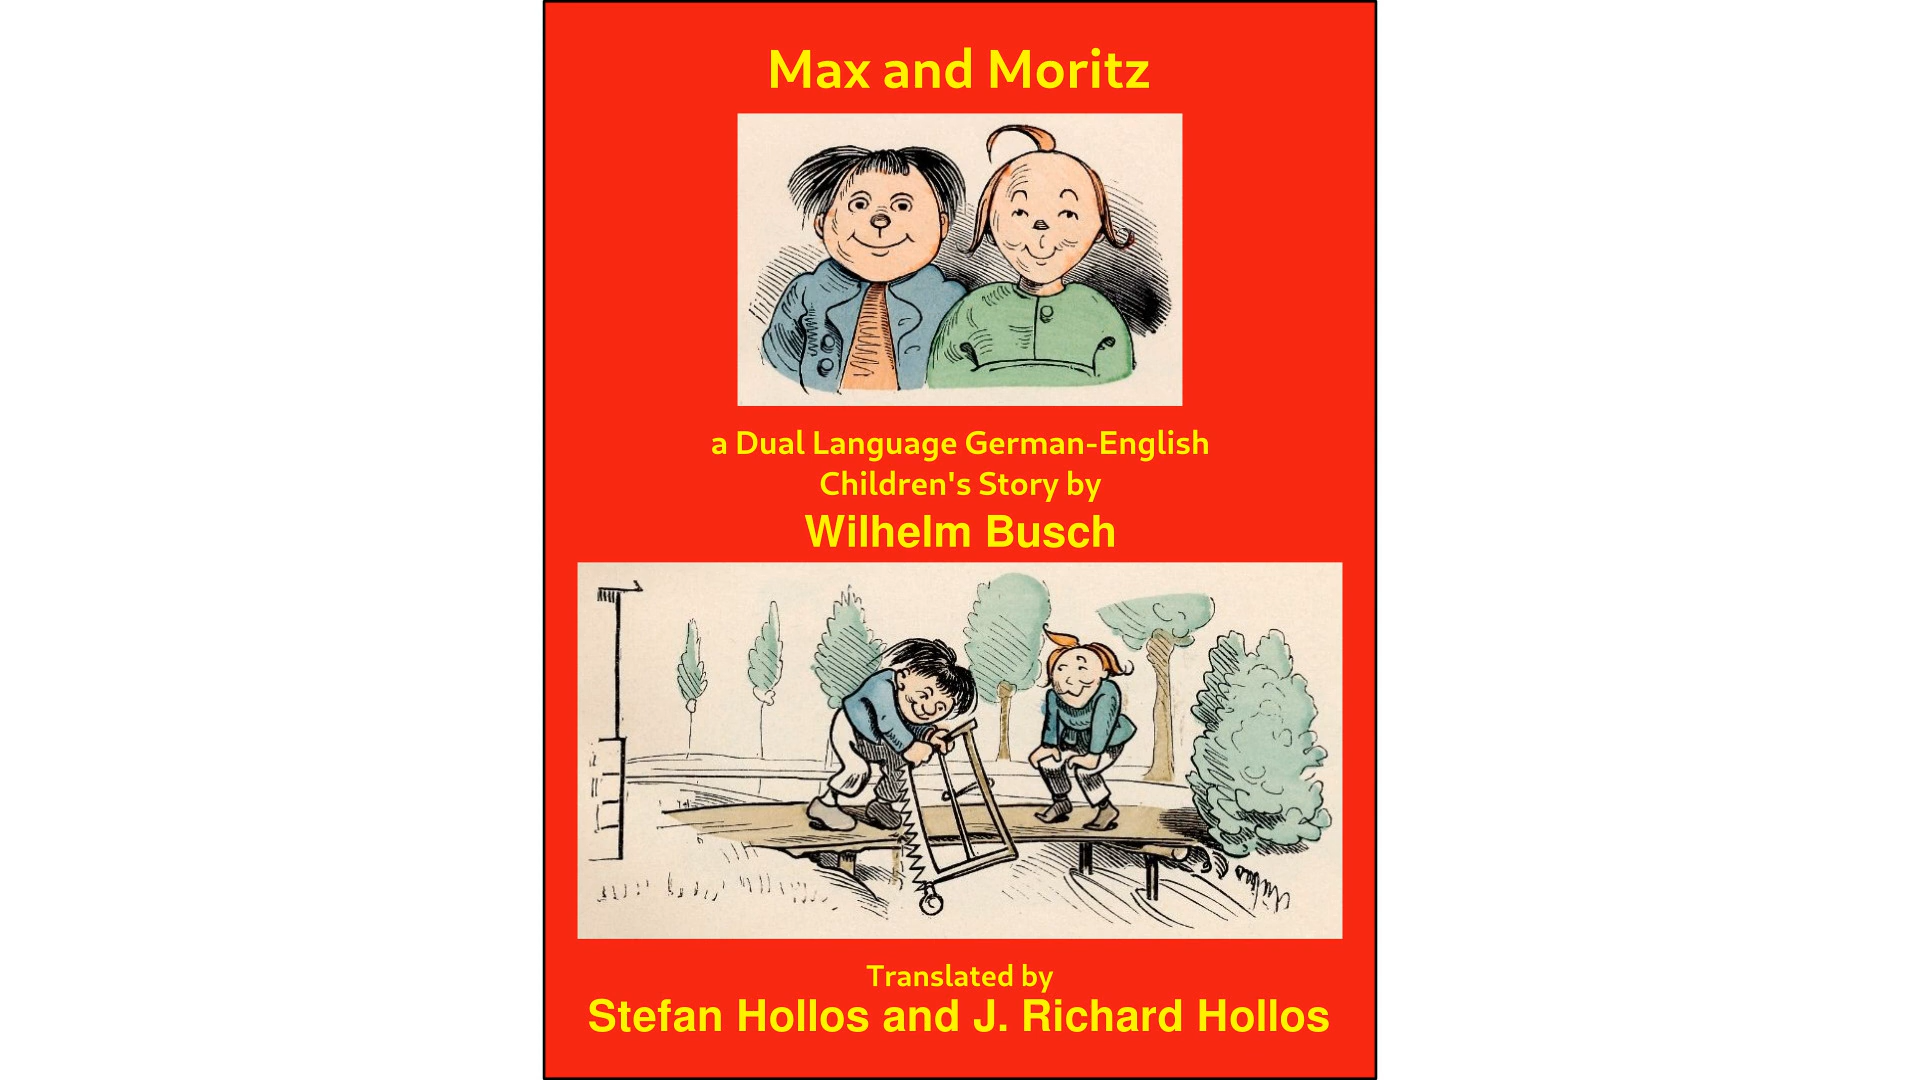 Max and Moritz
a Dual Language German-English
Children's Story by
Wilhelm Busch
Translated by
Stefan Hollos and J. Richard Hollos